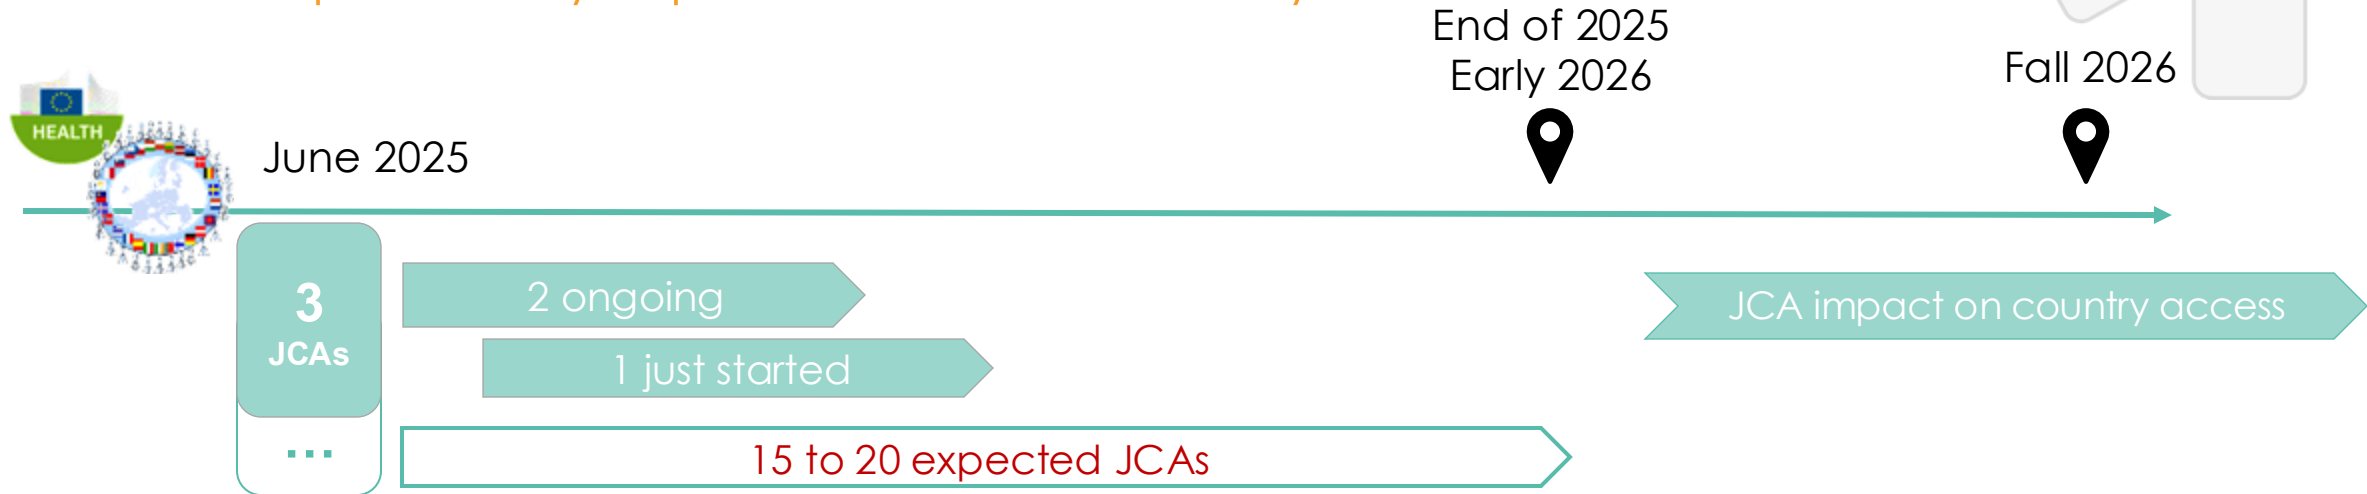 End of 2025
Early 2026
Fall 2026
HEALTH
June 2025
3
JCAs
...
2 ongoing
1 just started
15 to 20 expected JCAs
JCA impact on country access